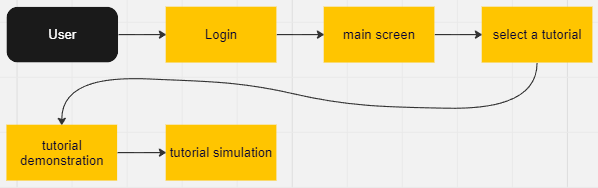 User
Login
main screen
select a tutorial
tutorial
demonstration
tutorial simulation